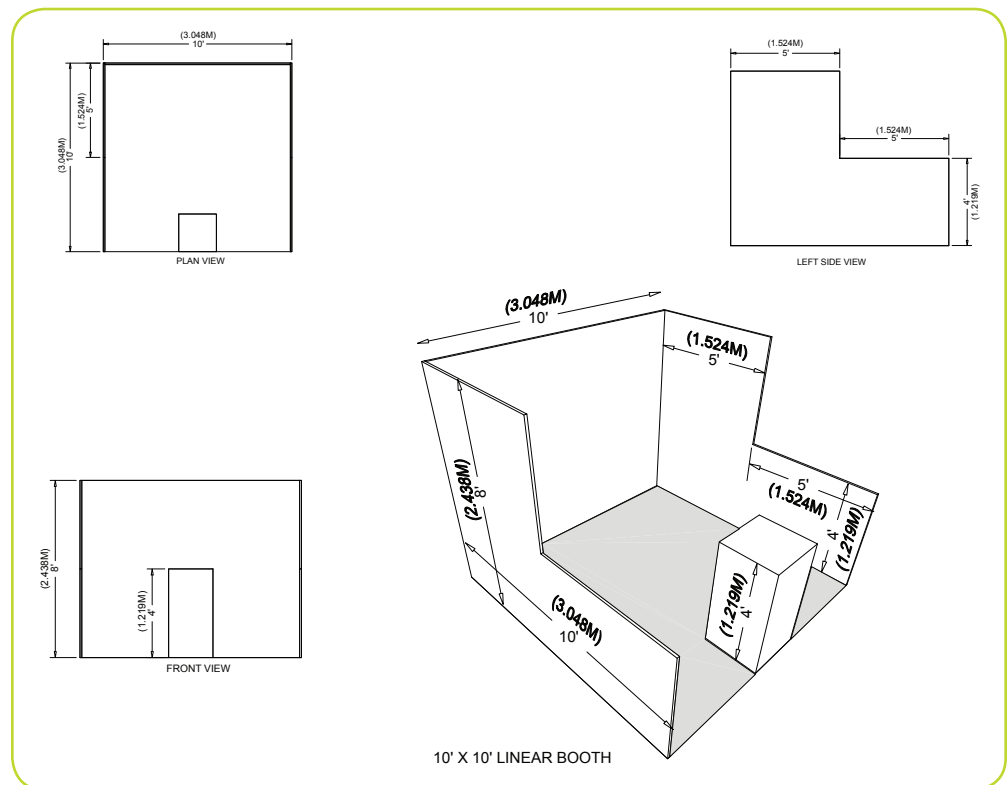 (3.048M)
10'
(1.524M)
5'
(3.048M)
10'
PLAN VIEW
(1.524M)
5'
(1.524M)
5'
4'
(1.219M)
LEFT SIDE VIEW
(3.048M)
10'
(1.524M)
5'
(2.438M)
8'
5'
(1.524M)
4'
(1.219M)
(1.219M)
4'
(3.048M)
10'
(2.438M)
8'
(1.219M)
4'
FRONT VIEW
10' X 10' LINEAR BOOTH